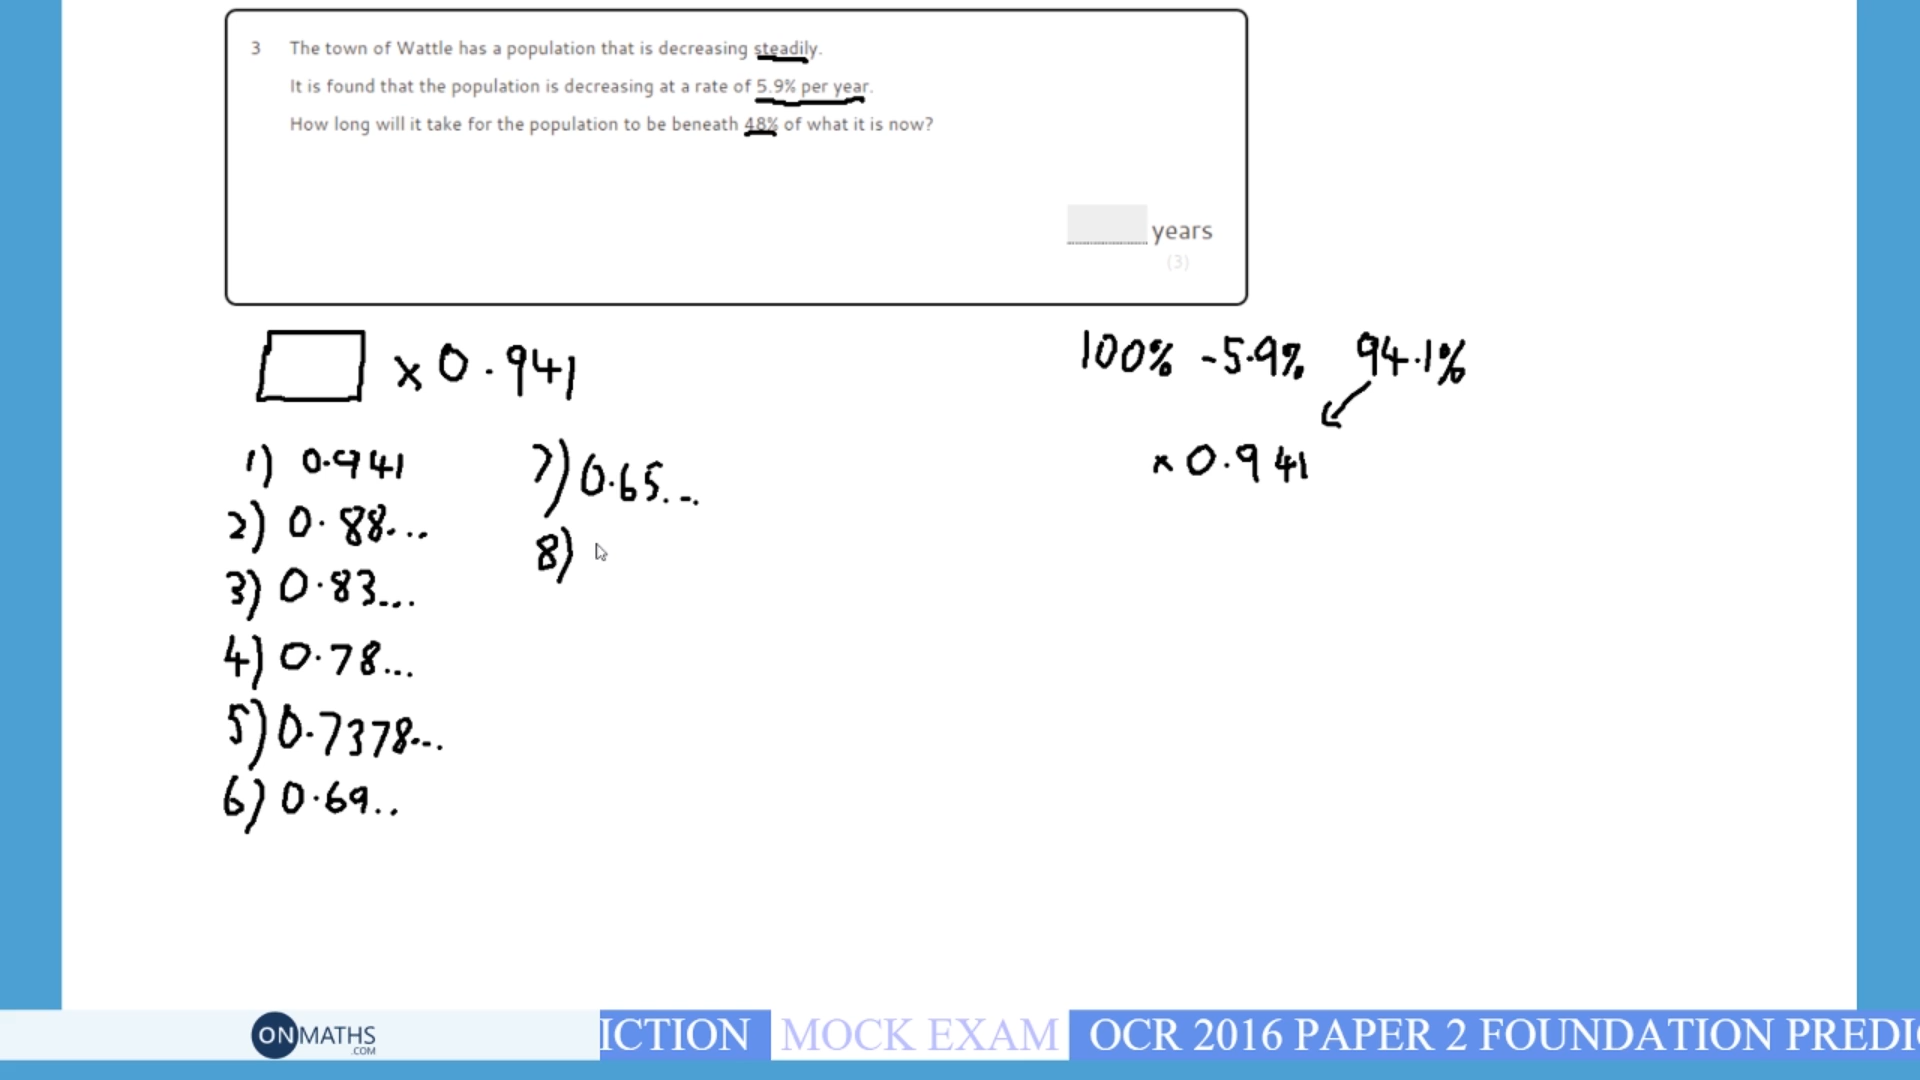 3 The town of Wattle has a population that is decreasing steadily.
It is found that the population is decreasing at a rate of 5.9% per year.
How long will it take for the population to be beneath 48% of what it is now?
years
(3)
× 0.941
100% - 5.9% 94.1%
× 0.941
1) 0.941
2) 0.88...
3) 0.83...
4) 0.78...
5) 0.7378...
6) 0.69..
7) 0.65...
8)
ONMATHS
.COM
ICTION MOCK EXAM OCR 2016 PAPER 2 FOUNDATION PREDIC